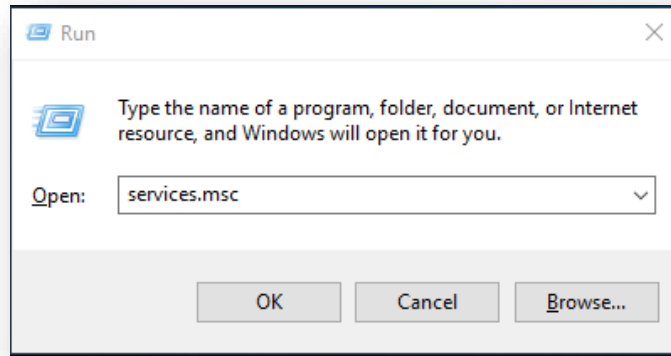 Run
Type the name of a program, folder, document, or Internet
resource, and Windows will open it for you.
Open: services.msc
OK Cancel Browse...